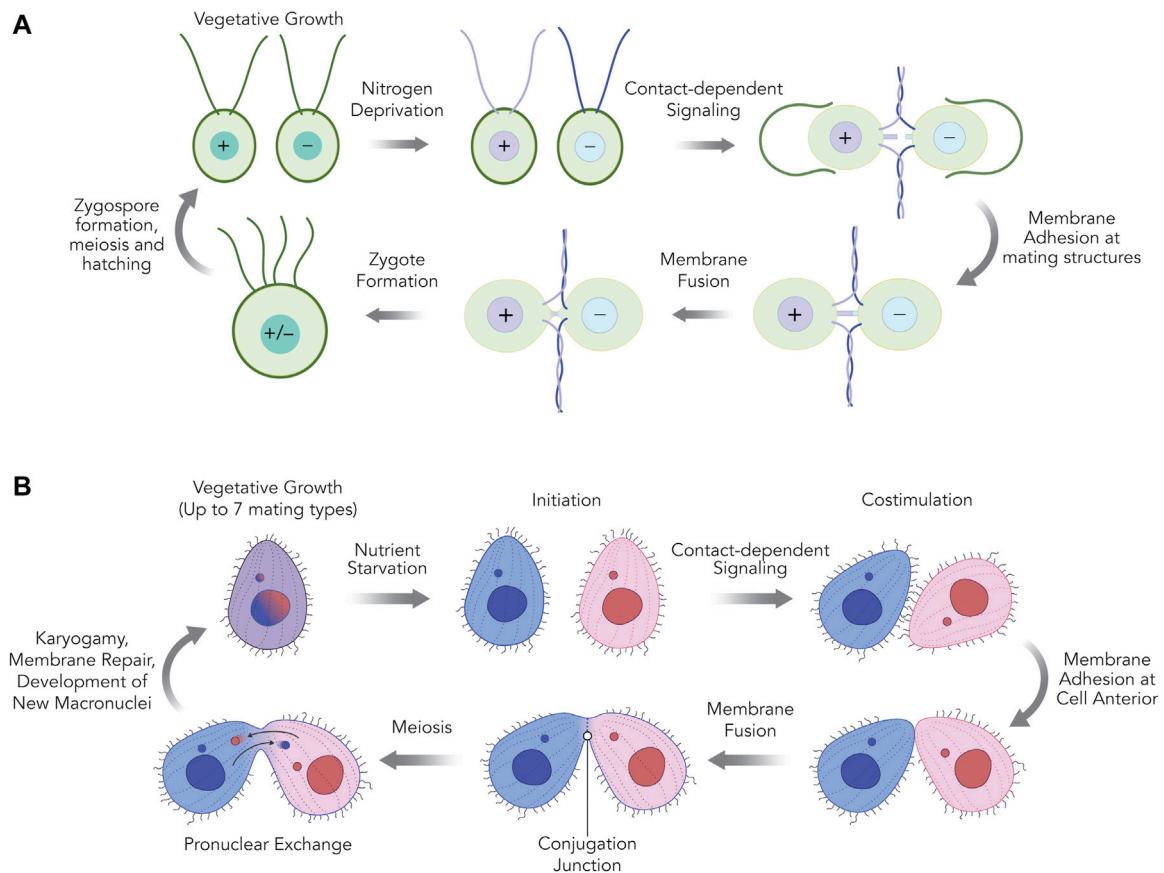 A
Vegetative Growth
+
−
Nitrogen
Deprivation
+
−
Contact-dependent
Signaling
+
−
Membrane
Adhesion at
mating structures
+
−
Membrane
Fusion
+
−
Zygote
Formation
+/−
Zygospore
formation,
meiosis and
hatching
B
Vegetative Growth
(Up to 7 mating types)
Nutrient
Starvation
Initiation
Contact-dependent
Signaling
Costimulation
Membrane
Adhesion at
Cell Anterior
Membrane
Fusion
Conjugation
Junction
Meiosis
Pronuclear Exchange
Karyogamy,
Membrane Repair,
Development of
New Macronuclei